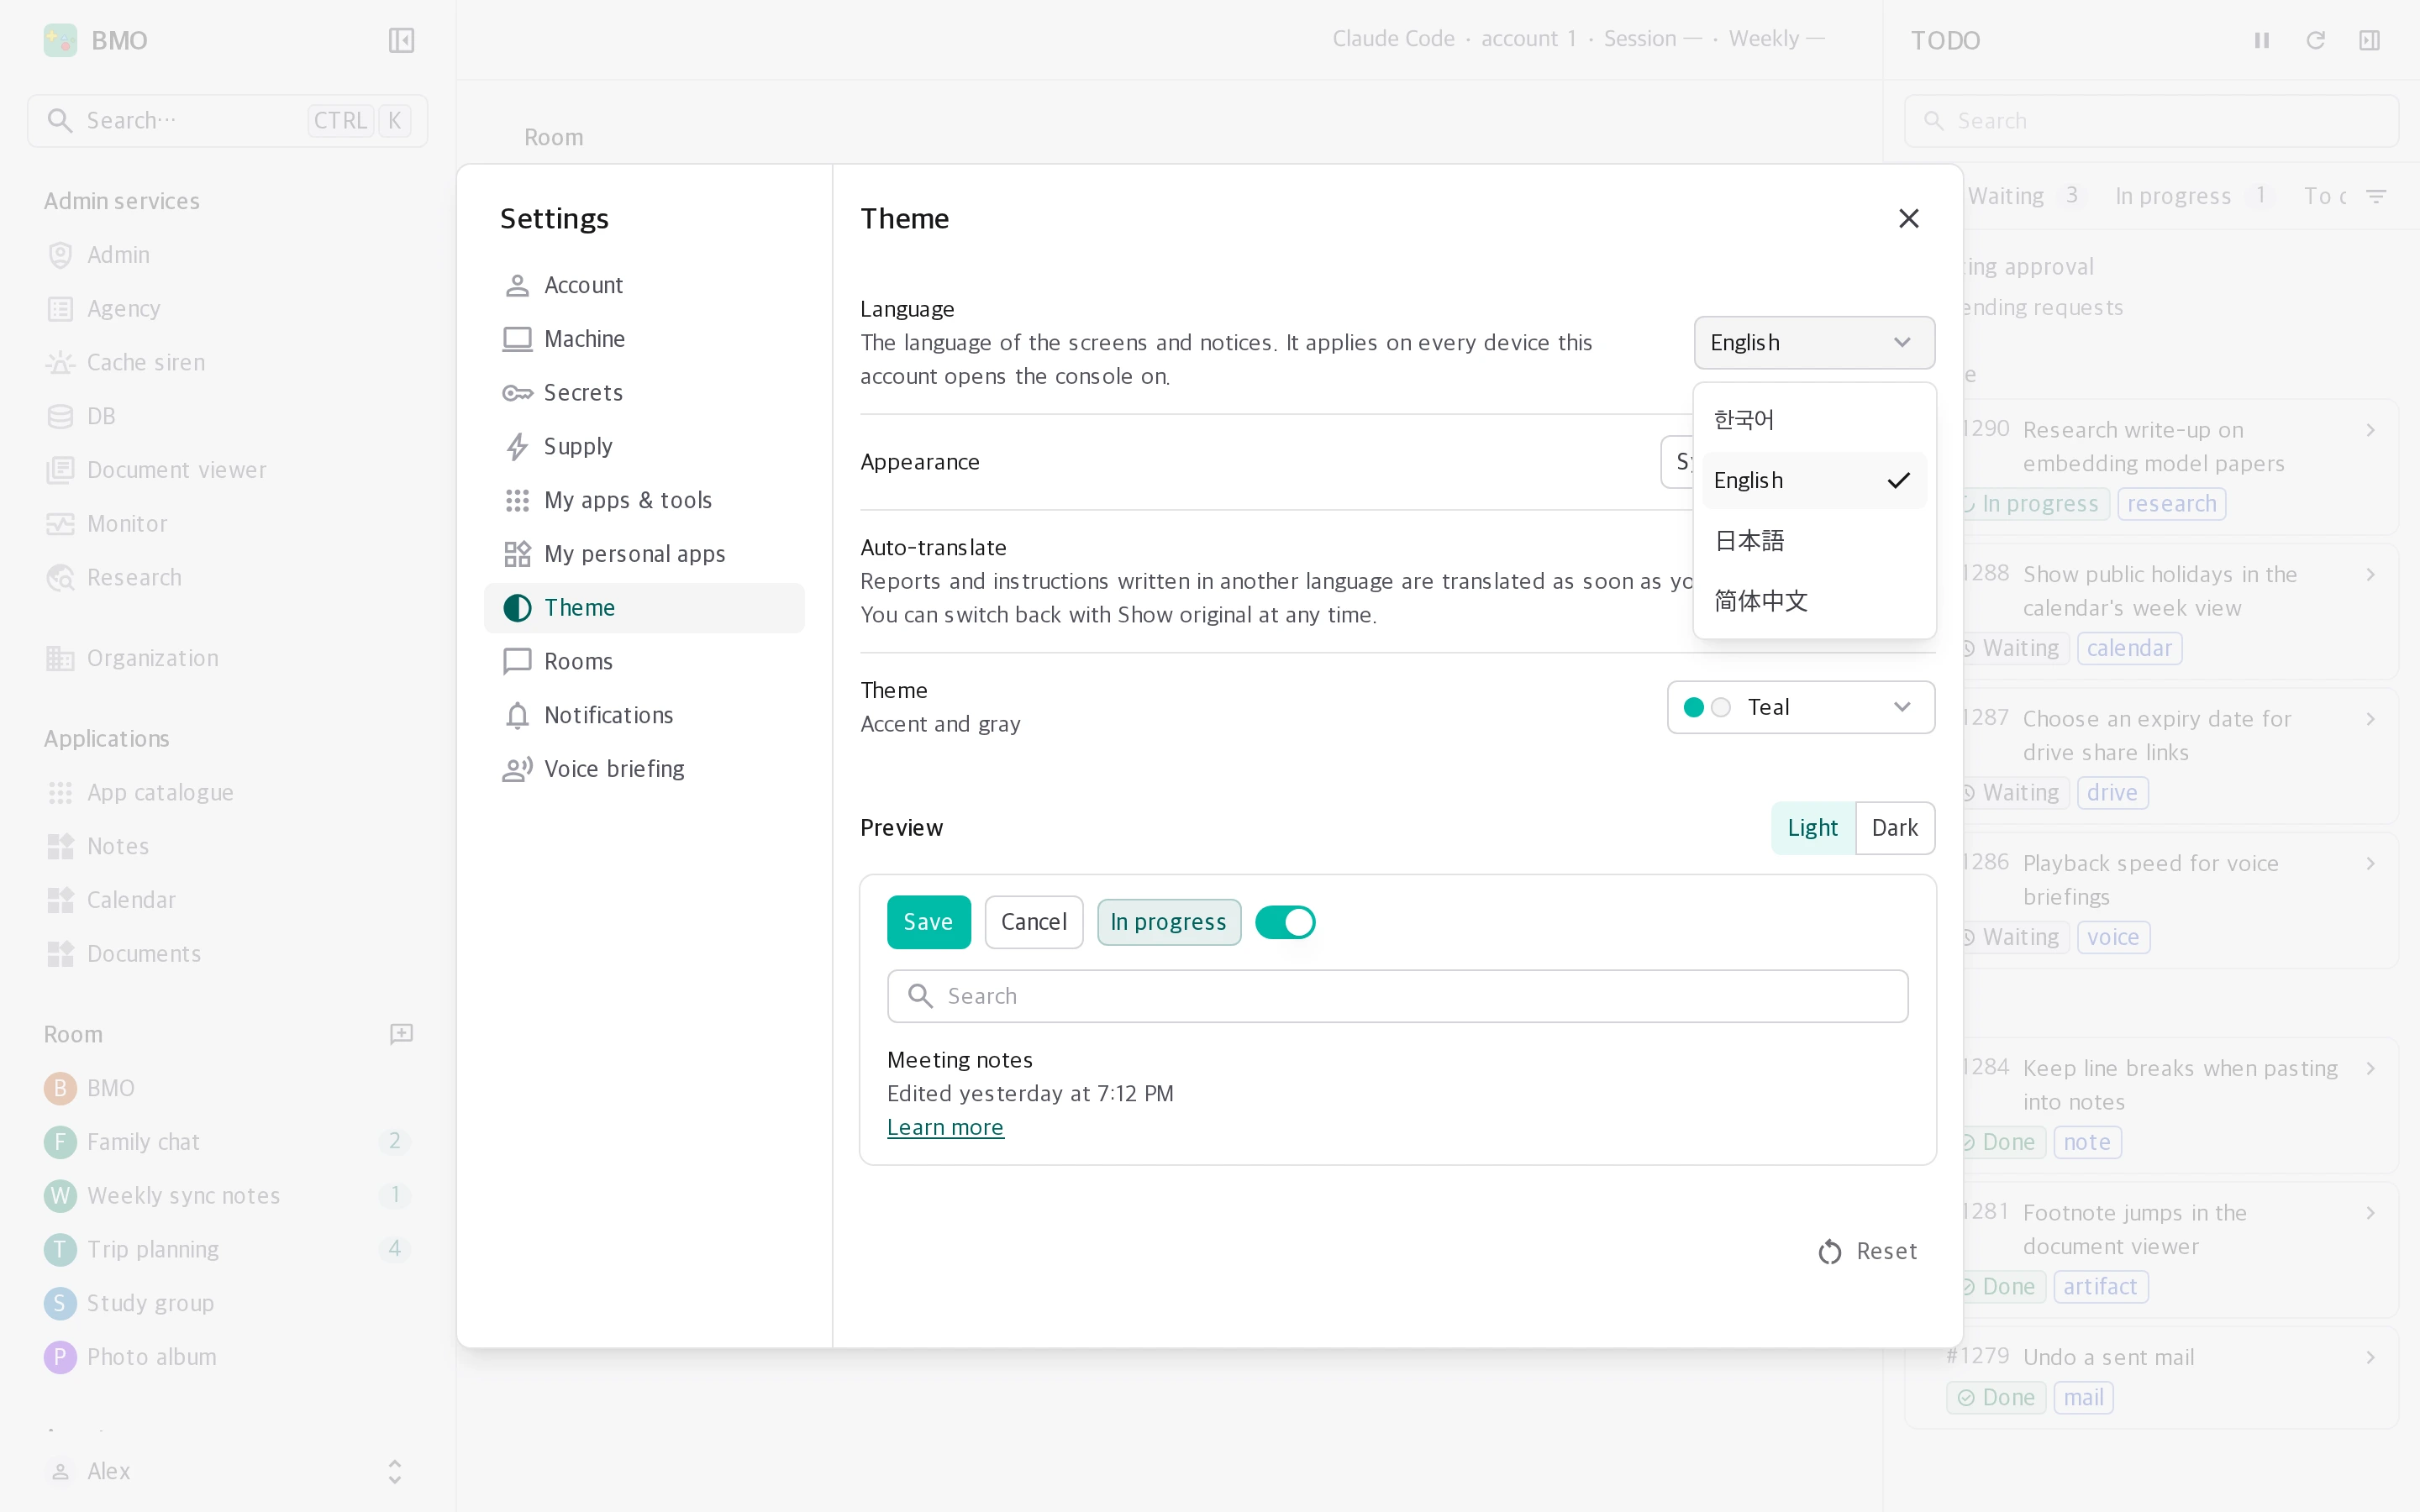 BMO
Search…
CTRL K
Admin services
Admin
Agency
Cache siren
DB
Document viewer
Monitor
Research
Organization
Applications
App catalogue
Notes
Calendar
Documents
Room
BMO
Family chat 2
Weekly sync notes 1
Trip planning 4
Study group
Photo album
Alex
Claude Code · account 1 · Session — · Weekly —
Room
Settings
Account
Machine
Secrets
Supply
My apps & tools
My personal apps
Theme
Rooms
Notifications
Voice briefing
Theme
Language
The language of the screens and notices. It applies on every device this
account opens the console on.
English
한국어
English
日本語
简体中文
Appearance
Auto-translate
Reports and instructions written in another language are translated as soon as
You can switch back with Show original at any time.
Theme
Accent and gray
Teal
Preview
Light Dark
Save Cancel In progress
Search
Meeting notes
Edited yesterday at 7:12 PM
Learn more
Reset
TODO
Search
Waiting 3 In progress 1 To
approval
requests
1290 Research write-up on
embedding model papers
In progress research
1288 Show public holidays in the
calendar's week view
Waiting calendar
1287 Choose an expiry date for
drive share links
Waiting drive
1286 Playback speed for voice
briefings
Waiting voice
1284 Keep line breaks when pasting
into notes
Done note
1281 Footnote jumps in the
document viewer
Done artifact
#1279 Undo a sent mail
Done mail